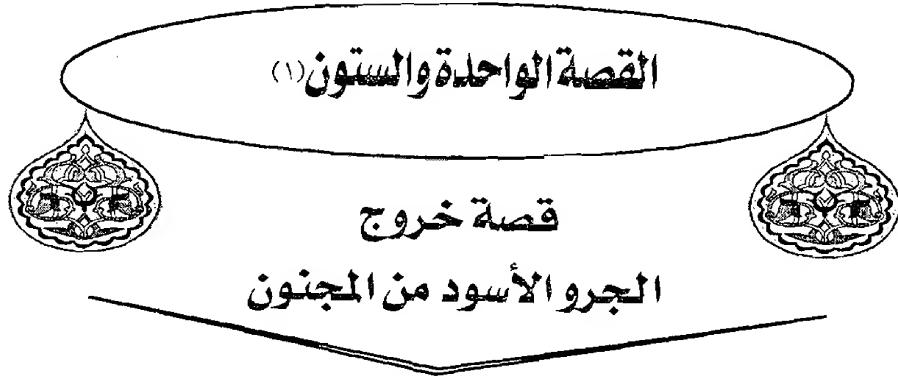 القصة الواحدة والستون(١)
قصة خروج
الجرو الأسود من المجنون